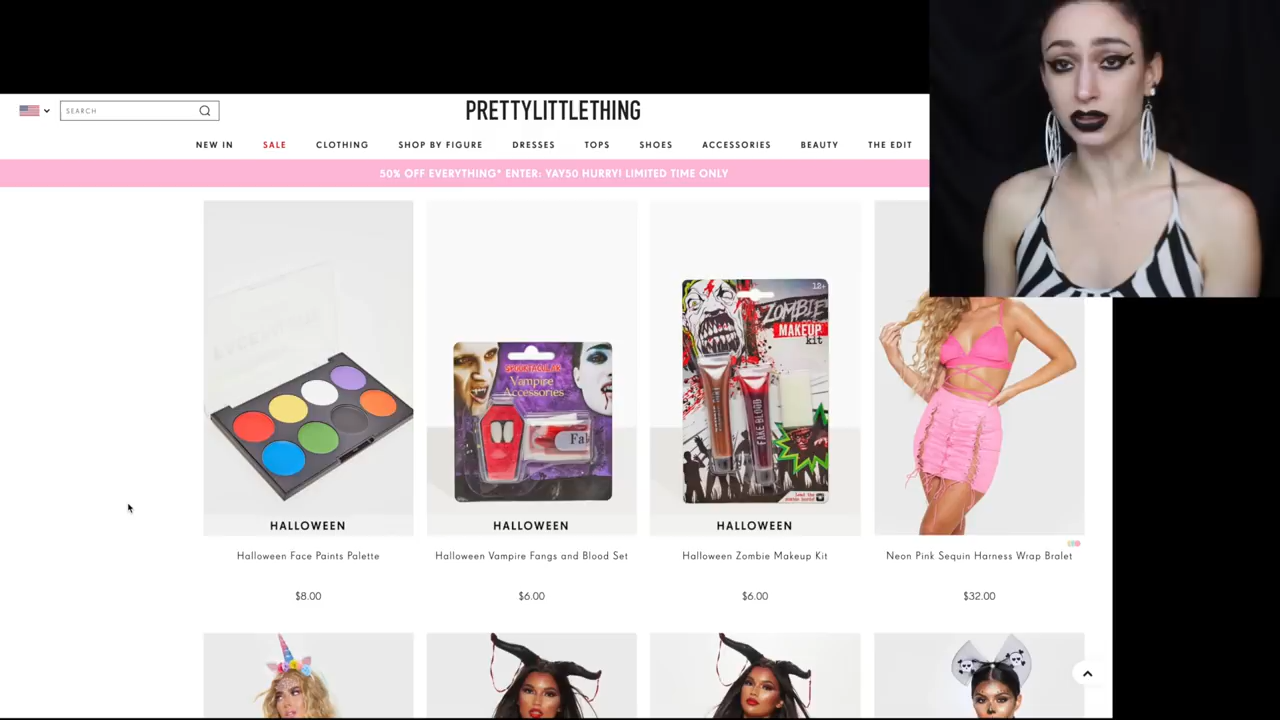 SEARCH
PRETTYLITTLETHING
NEW IN SALE CLOTHING SHOP BY FIGURE DRESSES TOPS SHOES ACCESSORIES BEAUTY THE EDIT
50% OFF EVERYTHING* ENTER: YAY50 HURRY! LIMITED TIME ONLY
SPOOKTACULAR
Vampire
Accessories
Fa
12+
ZOMBIE
MAKEUP
kit
FAKE BLOOD
HALLOWEEN
HALLOWEEN
HALLOWEEN
Halloween Face Paints Palette
Halloween Vampire Fangs and Blood Set
Halloween Zombie Makeup Kit
Neon Pink Sequin Harness Wrap Bralet
$8.00
$6.00
$6.00
$32.00